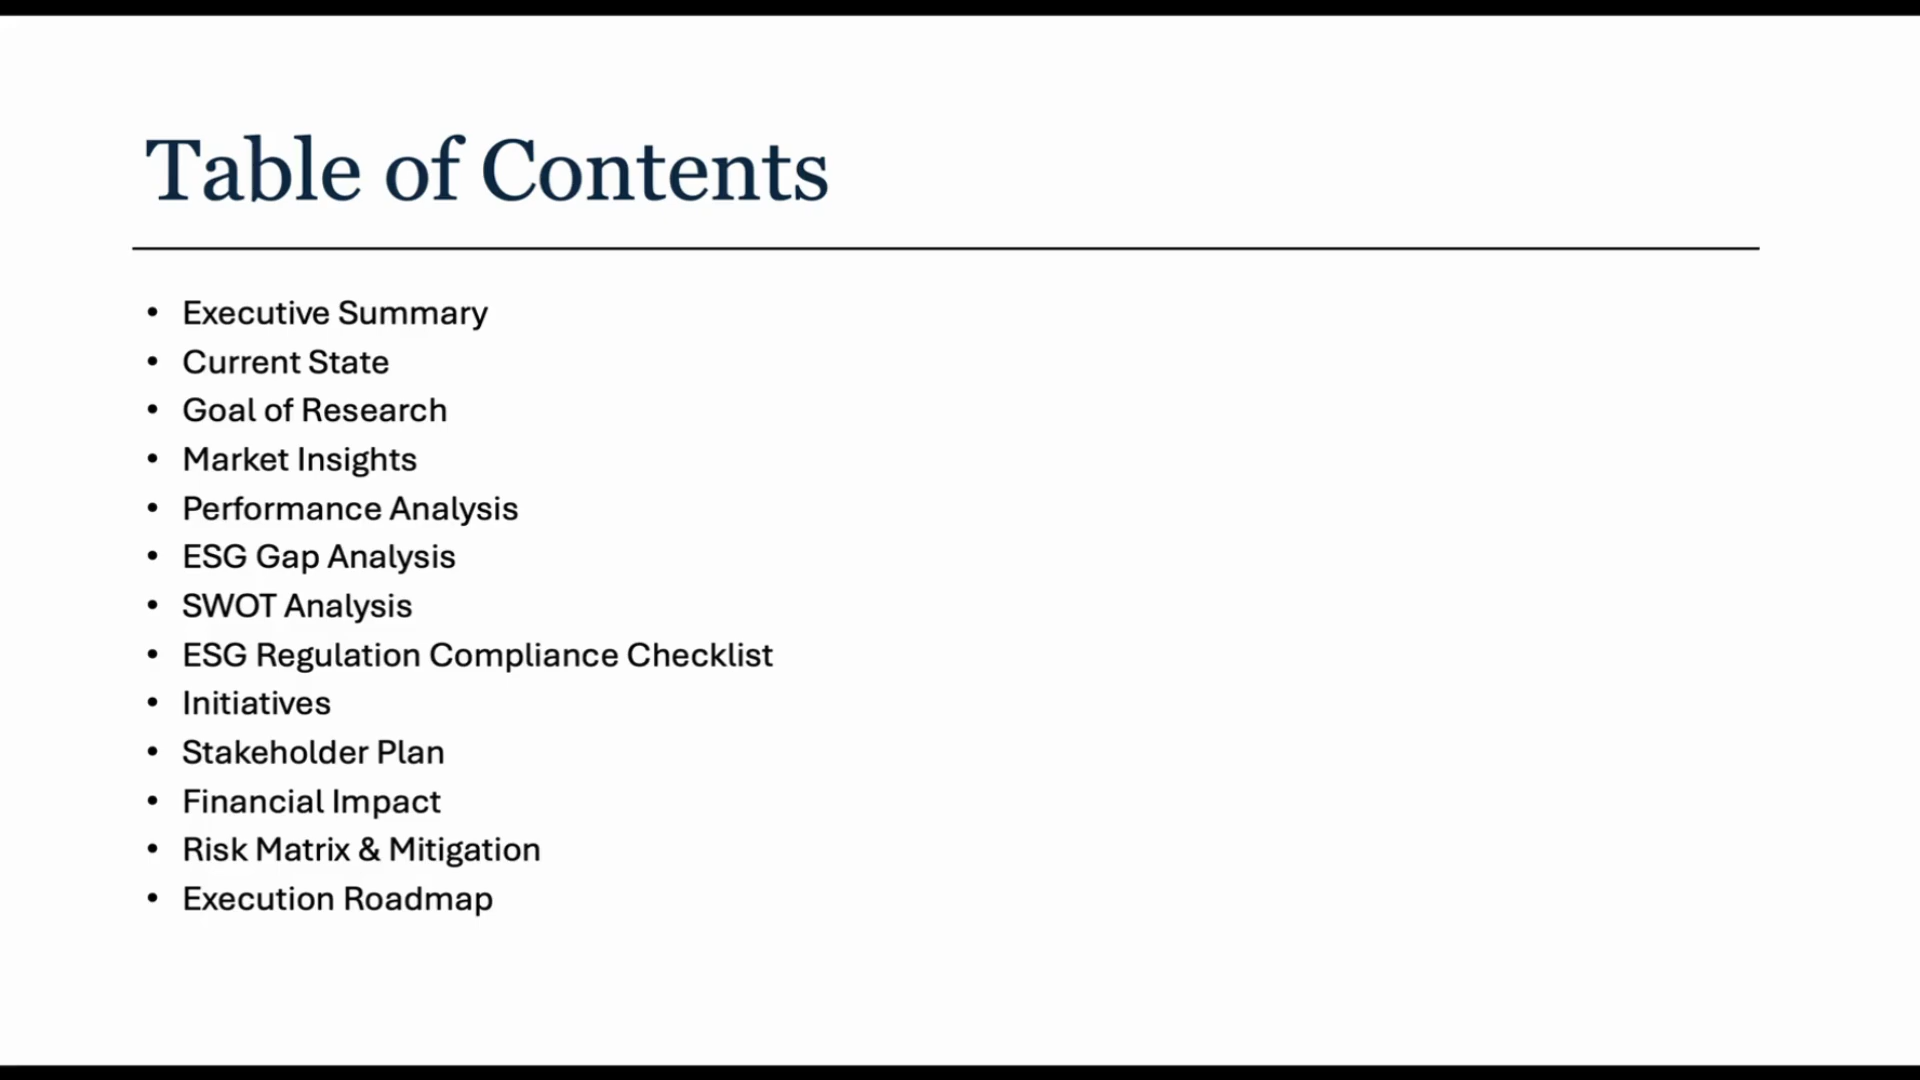 Table of Contents
• Executive Summary
• Current State
• Goal of Research
• Market Insights
• Performance Analysis
• ESG Gap Analysis
• SWOT Analysis
• ESG Regulation Compliance Checklist
• Initiatives
• Stakeholder Plan
• Financial Impact
• Risk Matrix & Mitigation
• Execution Roadmap